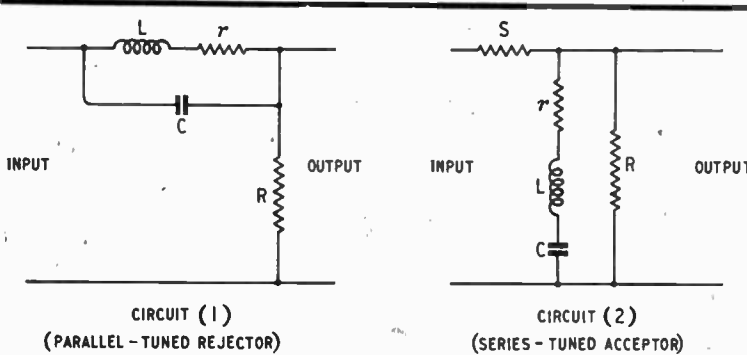 L r
C
INPUT
R
OUTPUT
CIRCUIT (1)
(PARALLEL-TUNED REJECTOR)
S
r
INPUT
L
R
OUTPUT
C
CIRCUIT (2)
(SERIES-TUNED ACCEPTOR)